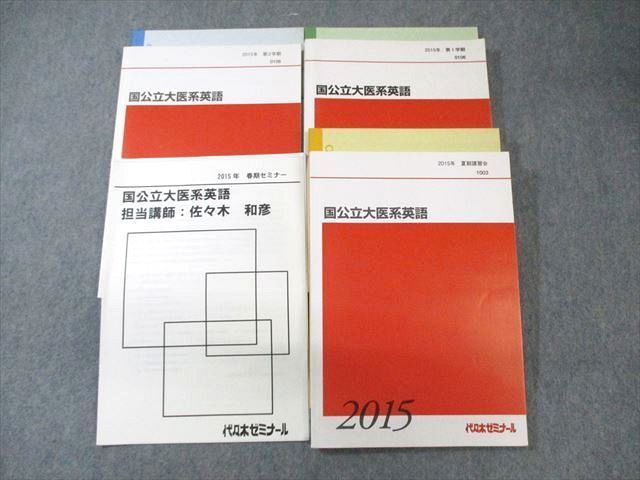 2015年 第2学期
9106
国公立大医系英語
2015年 第1学期
9106
国公立大医系英語
2015年 春期セミナー
国公立大医系英語
担当講師：佐々木 和彦
代々木ゼミナール
2015年 夏期講習会
1003
国公立大医系英語
2015
代々木ゼミナール